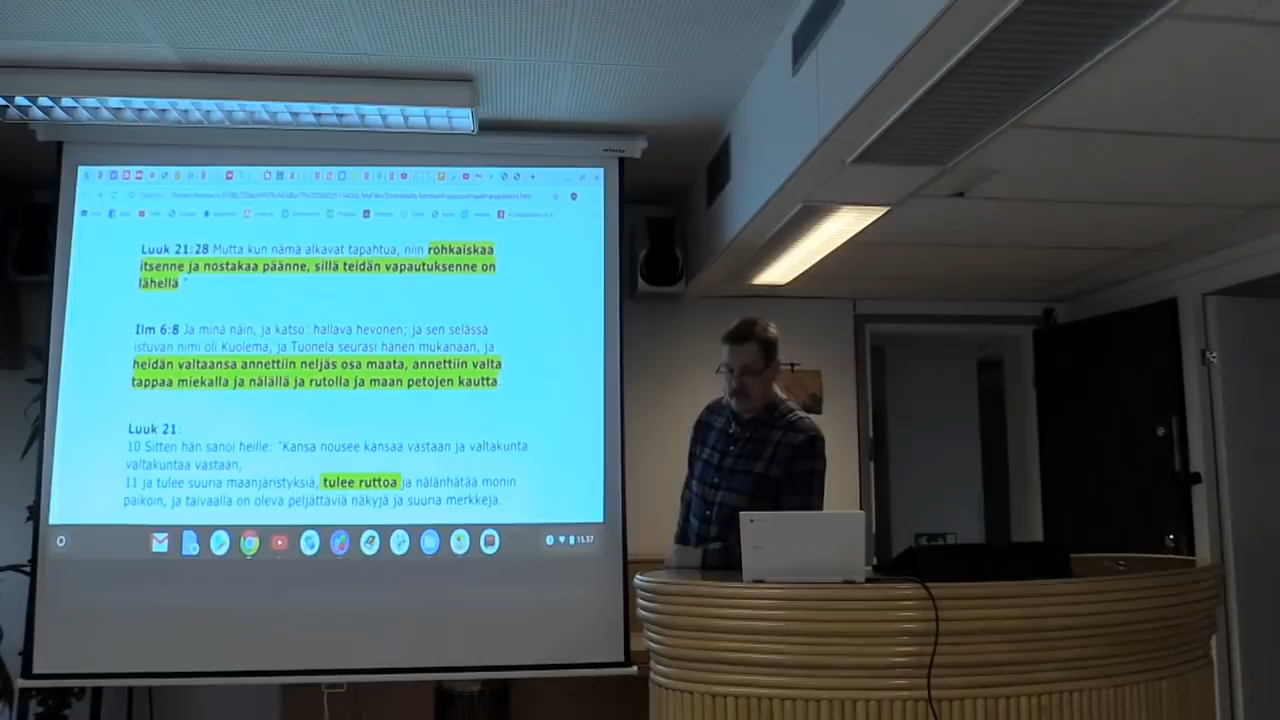 Luuk 21:28 Mutta kun nämä alkavat tapahtua, niin rohkaiskaa
itsenne ja nostakaa päänne, sillä teidän vapautuksenne on
lähellä."
Ilm 6:8 Ja minä näin, ja katso: hallava hevonen; ja sen selässä
istuvan nimi oli Kuolema, ja Tuonela seurasi hänen mukanaan, ja
heidän valtaansa annettiin neljäs osa maata, annettiin valta
tappaa miekalla ja nälällä ja rutolla ja maan petojen kautta.
Luuk 21:
10 Sitten hän sanoi heille: "Kansa nousee kansaa vastaan ja valtakunta
valtakuntaa vastaan,
11 ja tulee suuria maanjäristyksiä, tulee ruttoa ja nälänhätää monin
paikoin, ja taivaalla on oleva peljättäviä näkyjä ja suuria merkkejä.
15.57